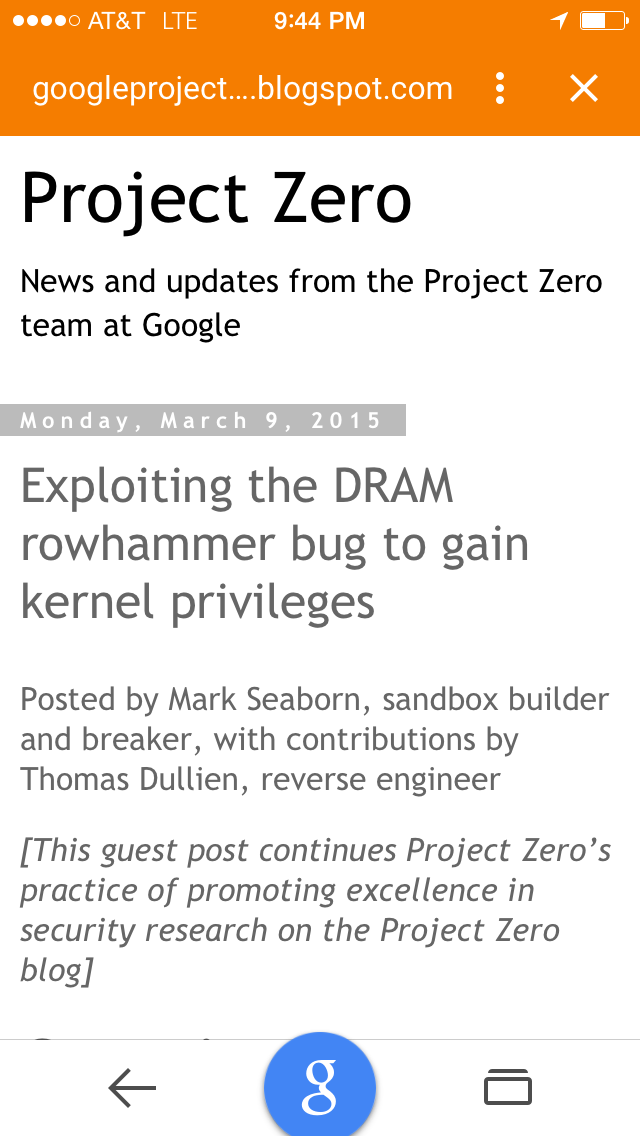 AT&T LTE 9:44 PM
googleproject....blogspot.com
Project Zero
News and updates from the Project Zero
team at Google
Monday, March 9, 2015
Exploiting the DRAM
rowhammer bug to gain
kernel privileges
Posted by Mark Seaborn, sandbox builder
and breaker, with contributions by
Thomas Dullien, reverse engineer
[This guest post continues Project Zero’s
practice of promoting excellence in
security research on the Project Zero
blog]
g